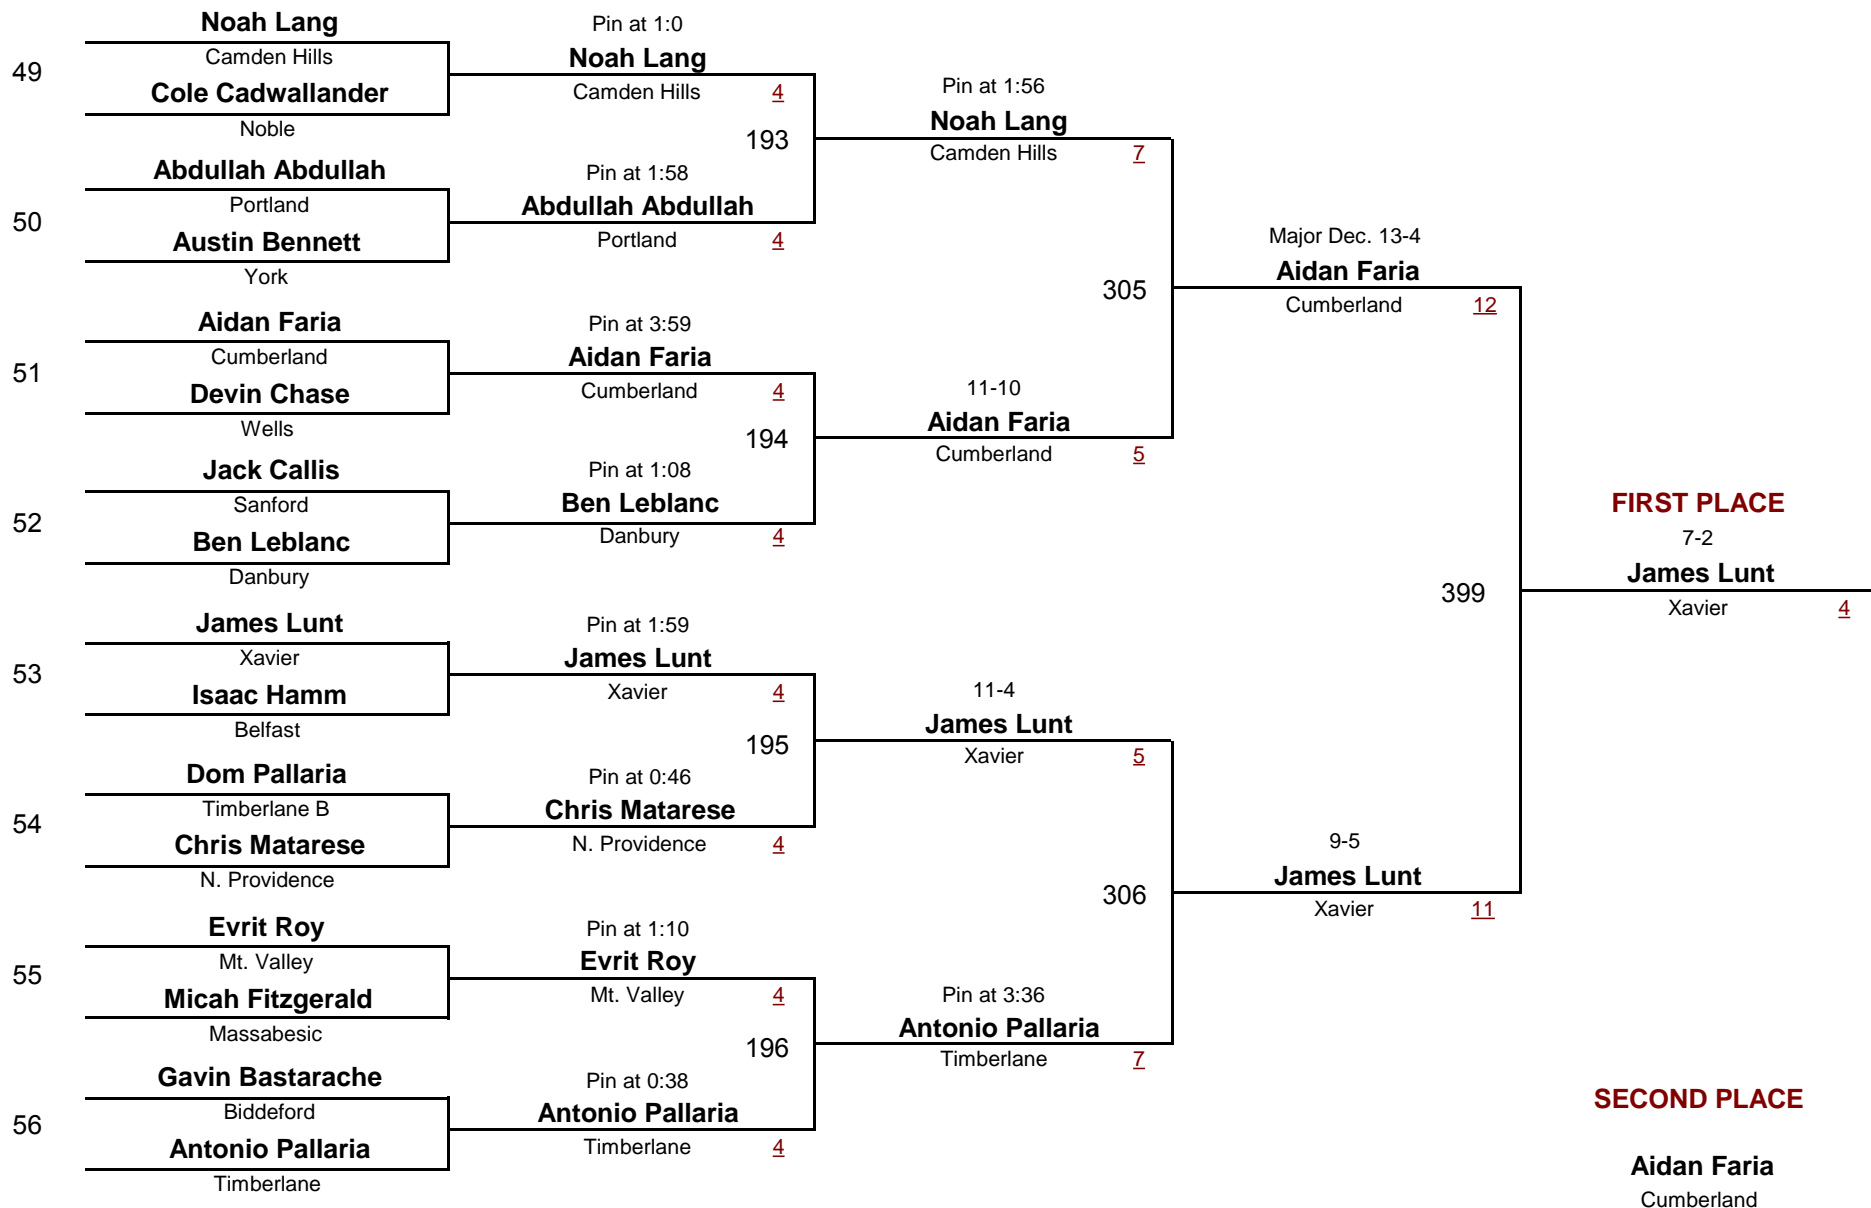 Noah Lang
Camden Hills
49
Cole Cadwallander
Noble
Abdullah Abdullah
Portland
50
Austin Bennett
York
Aidan Faria
Cumberland
51
Devin Chase
Wells
Jack Callis
Sanford
52
Ben Leblanc
Danbury
James Lunt
Xavier
53
Isaac Hamm
Belfast
Dom Pallaria
Timberlane B
54
Chris Matarese
N. Providence
Evrit Roy
Mt. Valley
55
Micah Fitzgerald
Massabesic
Gavin Bastarache
Biddeford
56
Antonio Pallaria
Timberlane
Pin at 1:0
Noah Lang
Camden Hills 4
193
Pin at 1:58
Abdullah Abdullah
Portland 4
Pin at 3:59
Aidan Faria
Cumberland 4
194
Pin at 1:08
Ben Leblanc
Danbury 4
Pin at 1:59
James Lunt
Xavier 4
195
Pin at 0:46
Chris Matarese
N. Providence 4
Pin at 1:10
Evrit Roy
Mt. Valley 4
196
Pin at 0:38
Antonio Pallaria
Timberlane 4
Pin at 1:56
Noah Lang
Camden Hills 7
305
11-10
Aidan Faria
Cumberland 5
11-4
James Lunt
Xavier 5
306
Pin at 3:36
Antonio Pallaria
Timberlane 7
Major Dec. 13-4
Aidan Faria
Cumberland 12
399
9-5
James Lunt
Xavier 11
FIRST PLACE
7-2
James Lunt
Xavier 4
SECOND PLACE
Aidan Faria
Cumberland